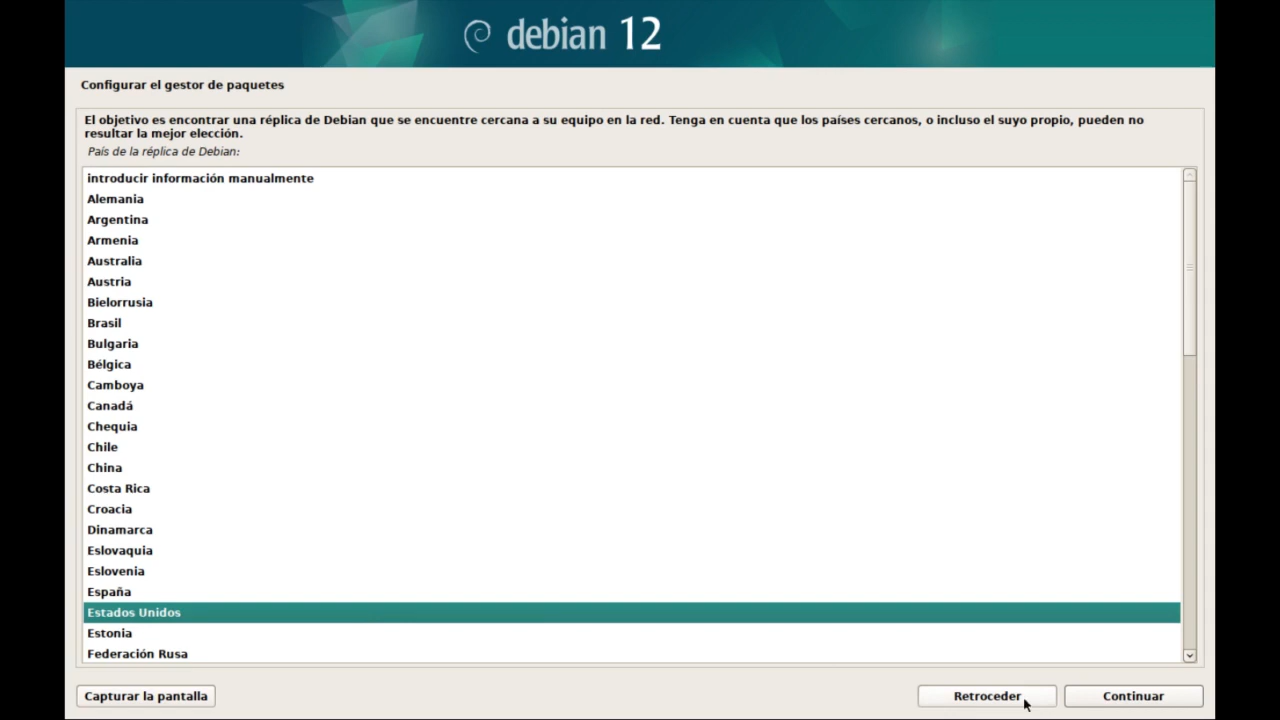 debian 12
Configurar el gestor de paquetes
El objetivo es encontrar una réplica de Debian que se encuentre cercana a su equipo en la red. Tenga en cuenta que los países cercanos, o incluso el suyo propio, pueden no
resultar la mejor elección.
País de la réplica de Debian:
introducir información manualmente
Alemania
Argentina
Armenia
Australia
Austria
Bielorrusia
Brasil
Bulgaria
Bélgica
Camboya
Canadá
Chequia
Chile
China
Costa Rica
Croacia
Dinamarca
Eslovaquia
Eslovenia
España
Estados Unidos
Estonia
Federación Rusa
Capturar la pantalla
Retroceder
Continuar